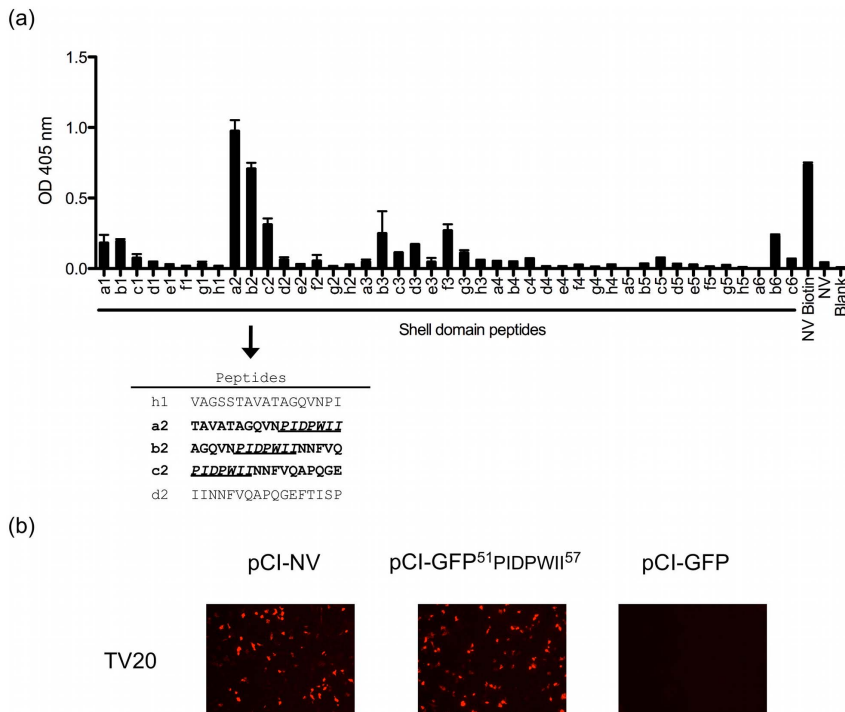 (a)
1.5
1.0
0.5
0.0
OD 405 nm
a1 b1 c1 d1 e1 f1 g1 h1 a2 b2 c2 d2 e2 f2 g2 h2 a3 b3 c3 d3 e3 f3 g3 h3 a4 b4 c4 d4 e4 f4 g4 h4 a5 b5 c5 d5 e5 f5 g5 h5 a6 b6 c6 NV Biotin NV Blank
Shell domain peptides
Peptides
h1 VAGSSTAVATAGQVNPI
a2 TAVATAGQVNPIDPWII
b2 AGQVNPIDPWIINNFVQ
c2 PIDPWIINNFVQAPQGE
d2 IINNFVQAPQGEFTISP
(b)
pCI-NV pCI-GFP⁵¹PIDPWII⁵⁷ pCI-GFP
TV20